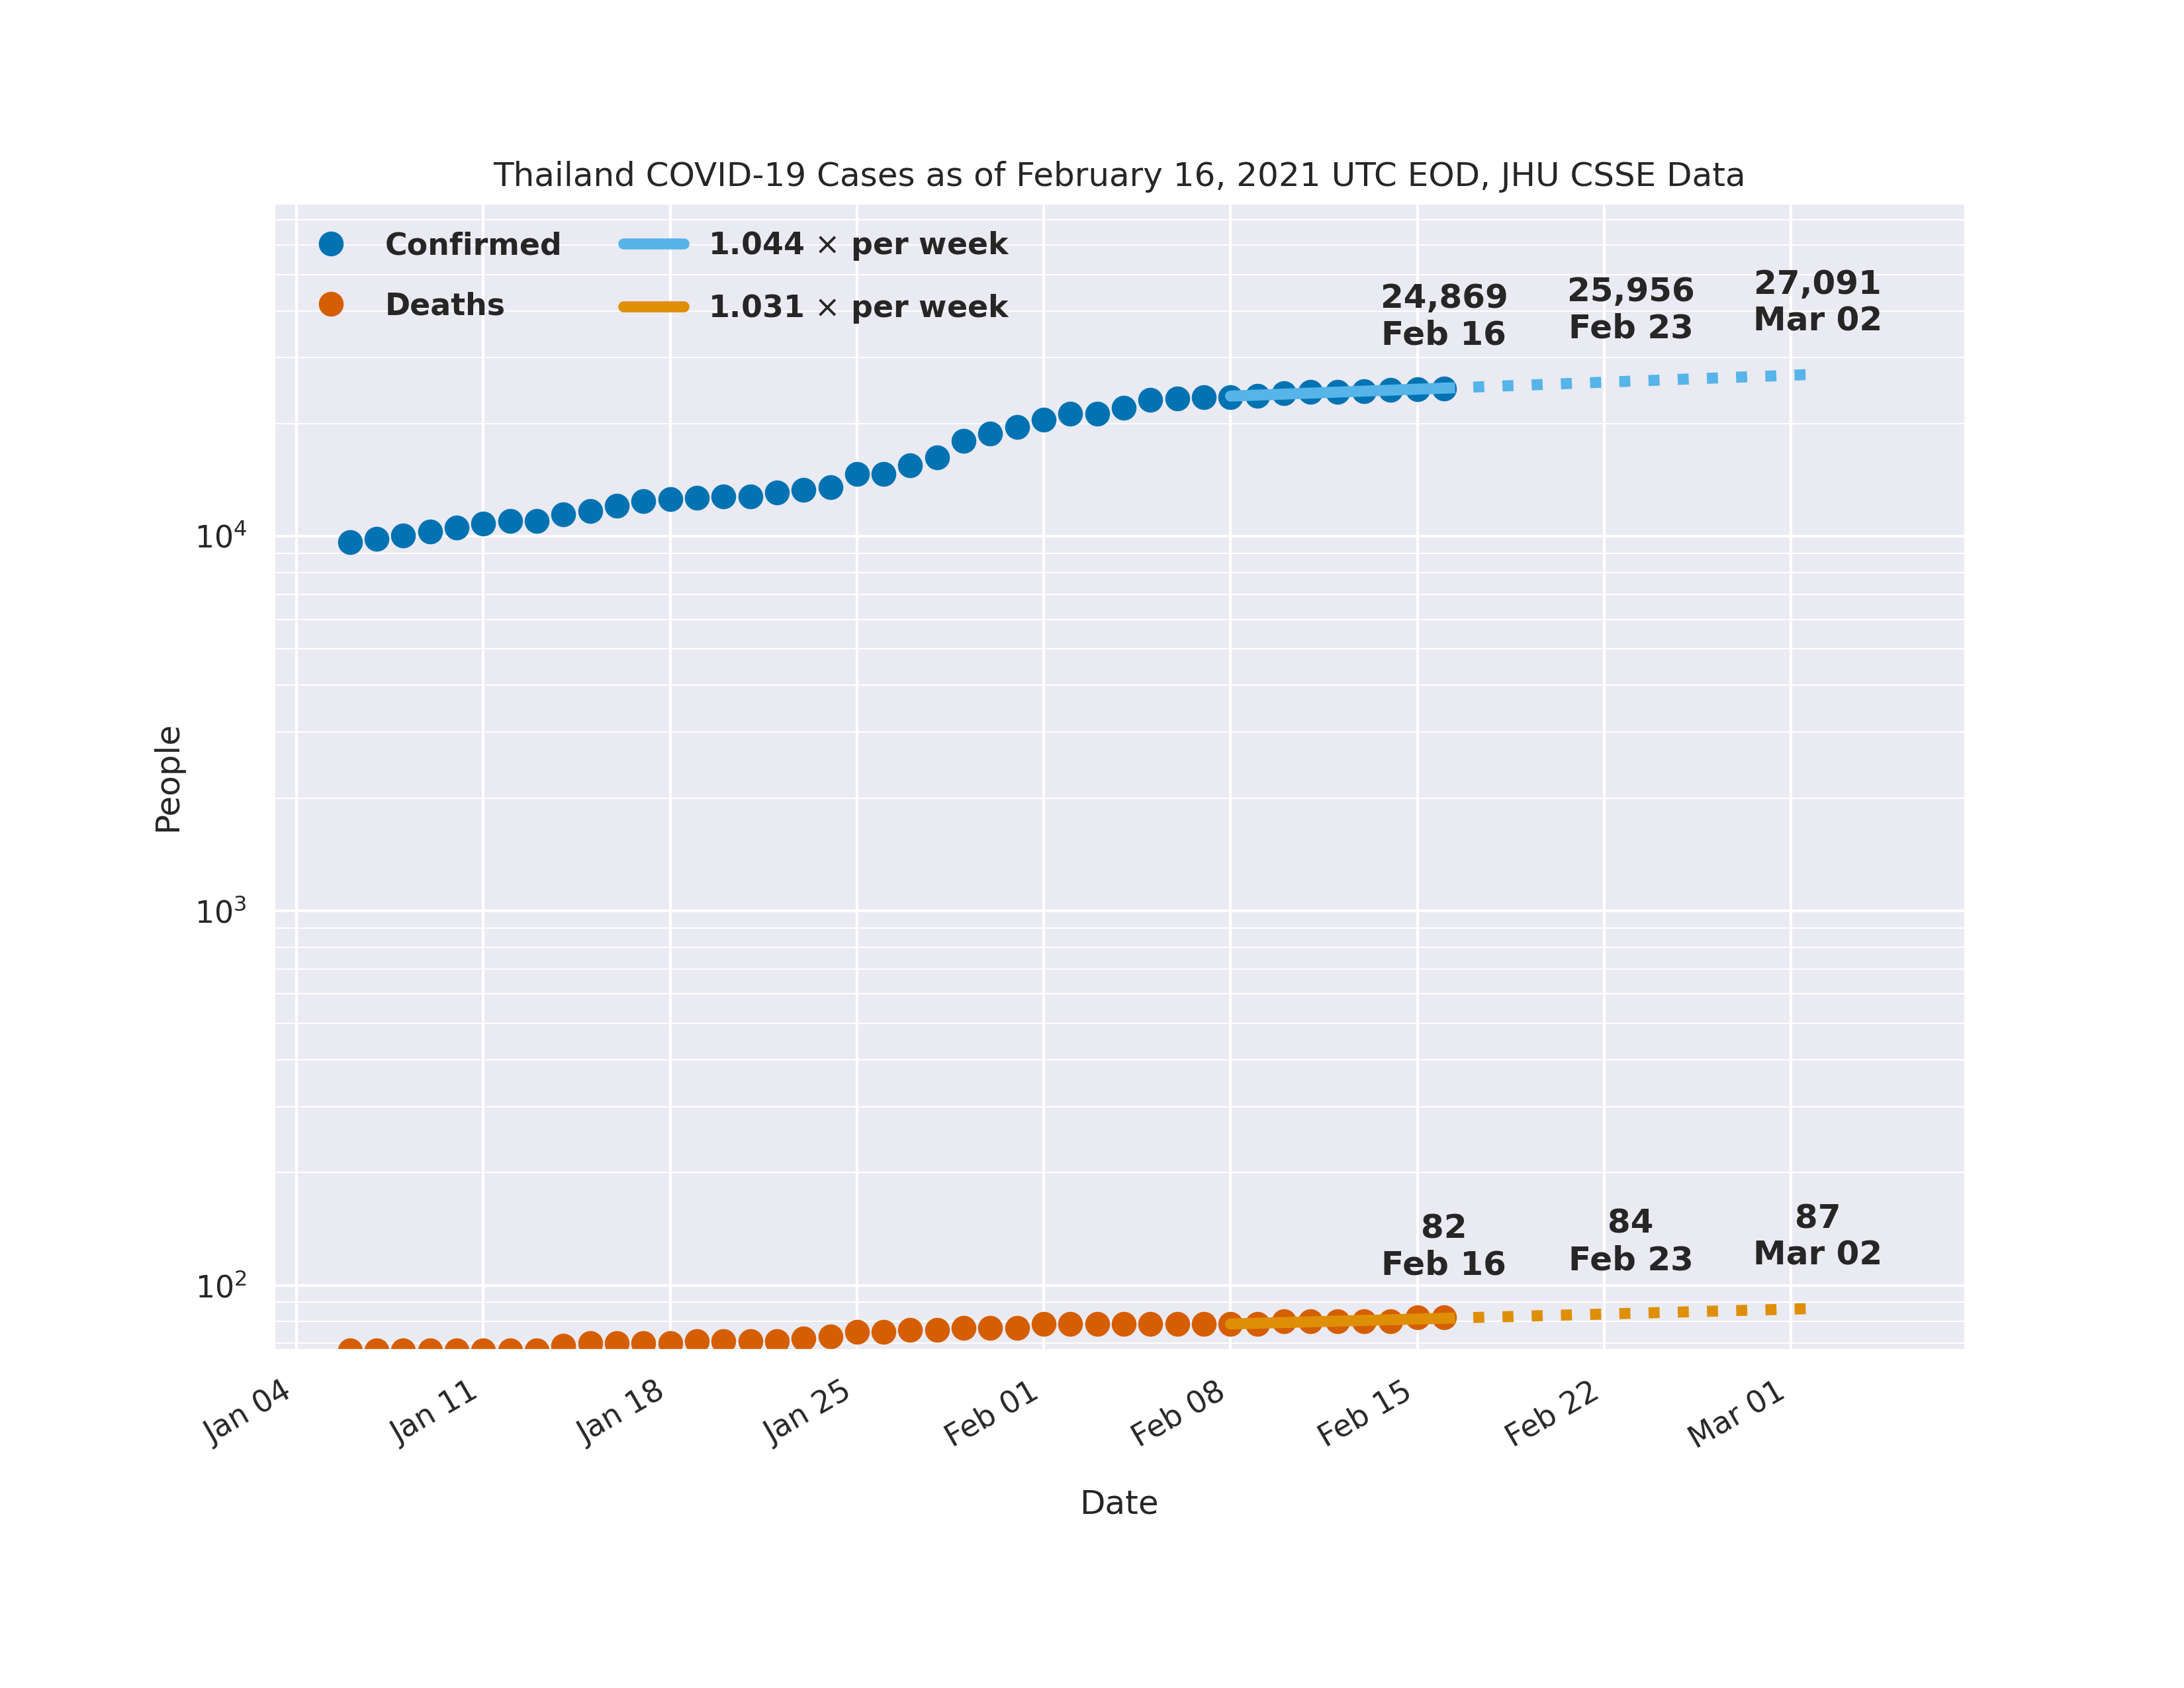 Thailand COVID-19 Cases as of February 16, 2021 UTC EOD, JHU CSSE Data
Confirmed
Deaths
1.044 × per week
1.031 × per week
24,869
Feb 16
25,956
Feb 23
27,091
Mar 02
10⁴
10³
10²
People
82
Feb 16
84
Feb 23
87
Mar 02
Jan 04
Jan 11
Jan 18
Jan 25
Feb 01
Feb 08
Feb 15
Feb 22
Mar 01
Date